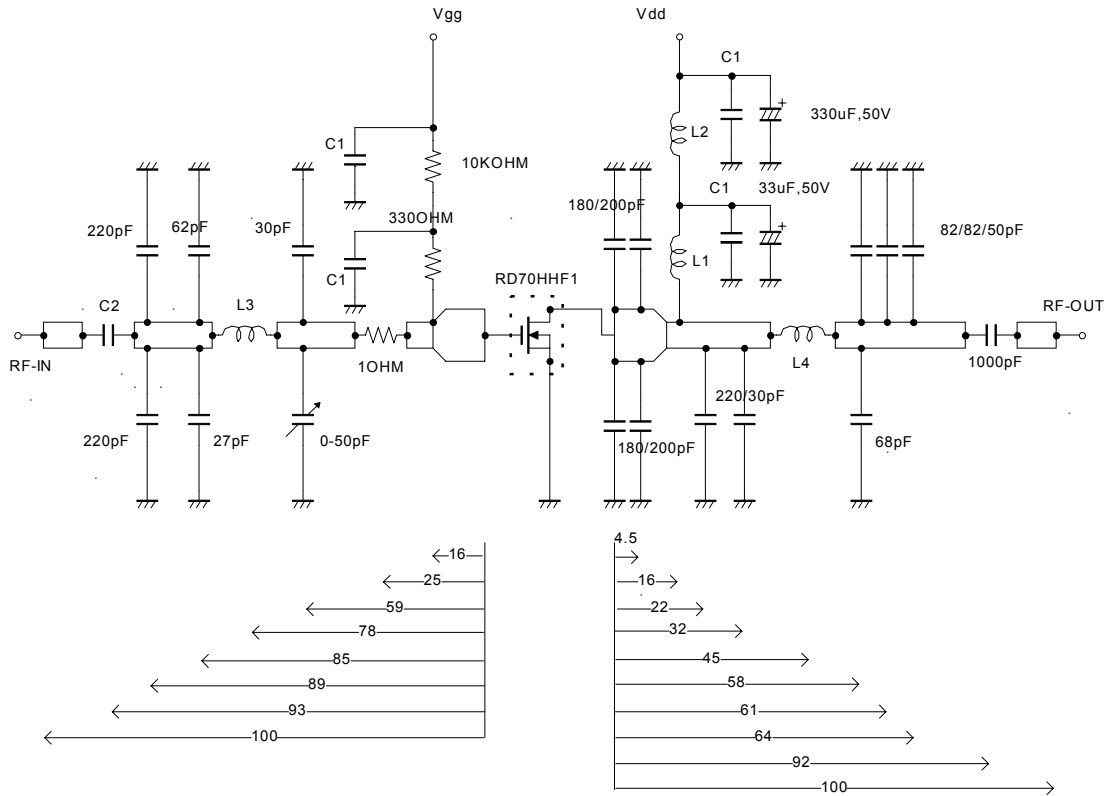 Vgg
Vdd
C1
330uF,50V
L2
C1
10KOHM
C1
33uF,50V
180/200pF
330OHM
220pF
62pF
30pF
82/82/50pF
L1
C1
RD70HHF1
C2
L3
RF-OUT
RF-IN
1OHM
L4
1000pF
220/30pF
220pF
27pF
0-50pF
180/200pF
68pF
4.5
16
25
16
59
22
78
32
85
45
89
58
93
61
100
64
92
100